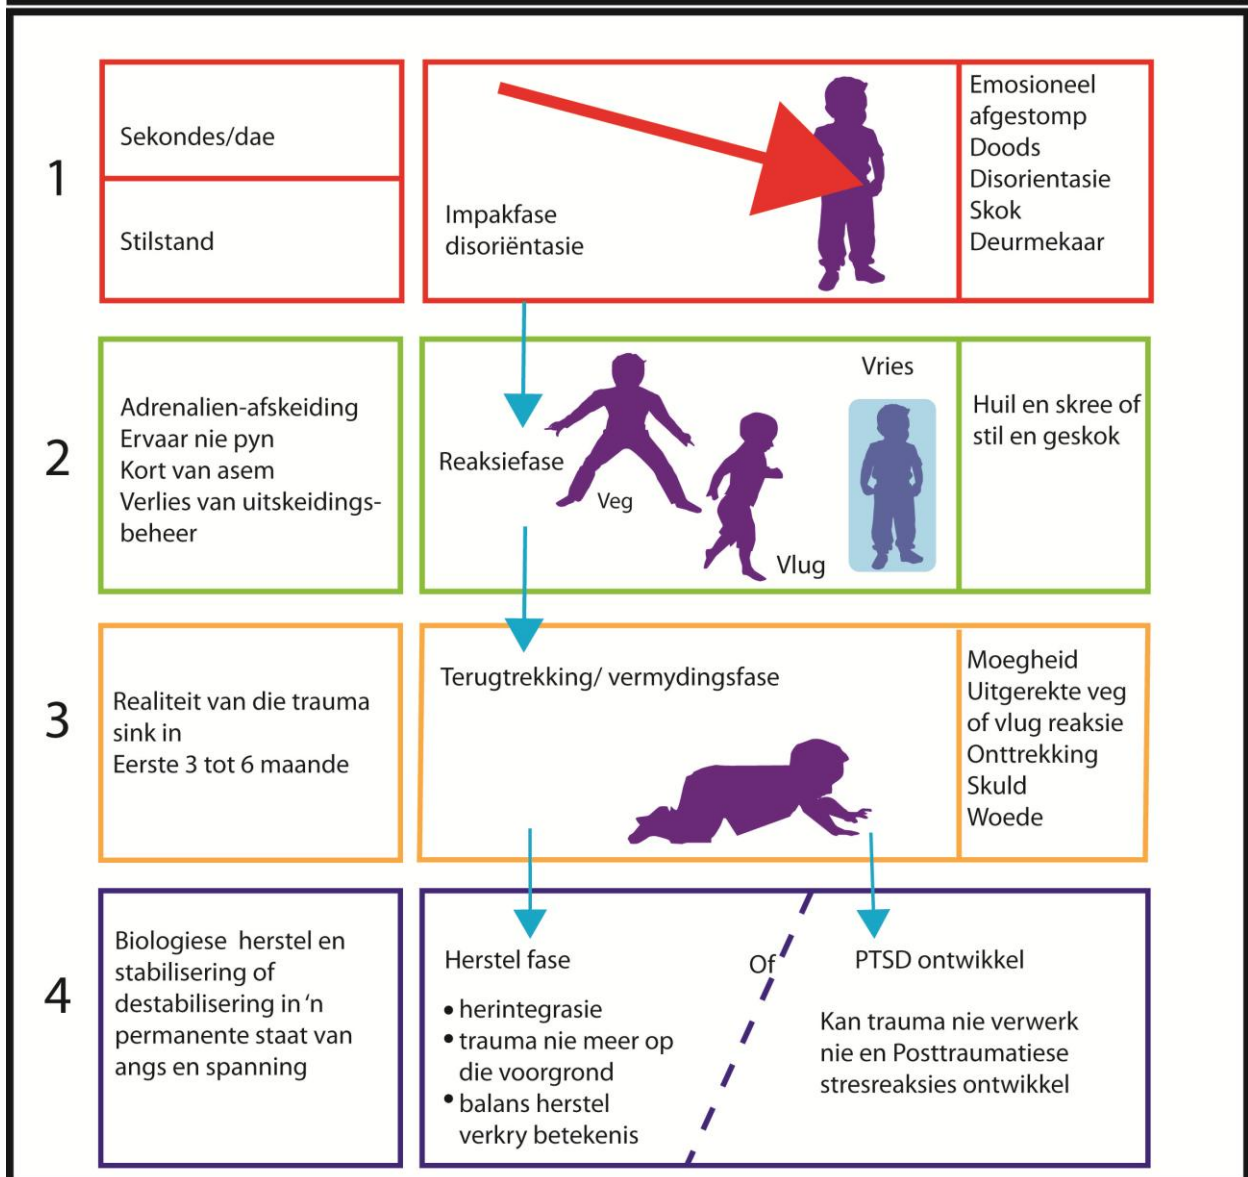 1
Sekondes/dae
Stilstand
Impakfase
disoriëntasie
Emosioneel
afgestomp
Doods
Disorientasie
Skok
Deurmekaar
2
Adrenalien-afskeiding
Ervaar nie pyn
Kort van asem
Verlies van uitskeidings-
beheer
Reaksiefase
Veg
Vlug
Vries
Huil en skree of
stil en geskok
3
Realiteit van die trauma
sink in
Eerste 3 tot 6 maande
Terugtrekking/ vermydingsfase
Moegheid
Uitgerekte veg
of vlug reaksie
Onttrekking
Skuld
Woede
4
Biologiese herstel en
stabilisering of
destabilisering in ‘n
permanente staat van
angs en spanning
Herstel fase
• herintegrasie
• trauma nie meer op
die voorgrond
• balans herstel
verkry betekenis
Of
PTSD ontwikkel
Kan trauma nie verwerk
nie en Posttraumatiese
stresreaksies ontwikkel